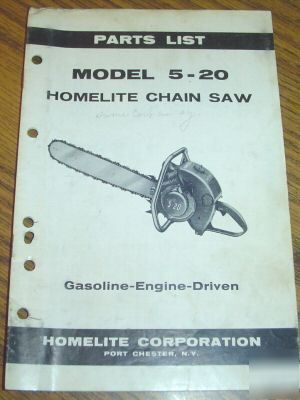 PARTS LIST
MODEL 5-20
HOMELITE CHAIN SAW
5-20
Gasoline-Engine-Driven
HOMELITE CORPORATION
PORT CHESTER, N.Y.